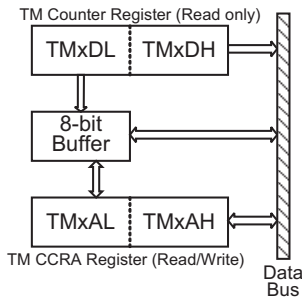 TM Counter Register (Read only)
TMxDL TMxDH
8-bit
Buffer
TMxAL TMxAH
TM CCRA Register (Read/Write)
Data
Bus